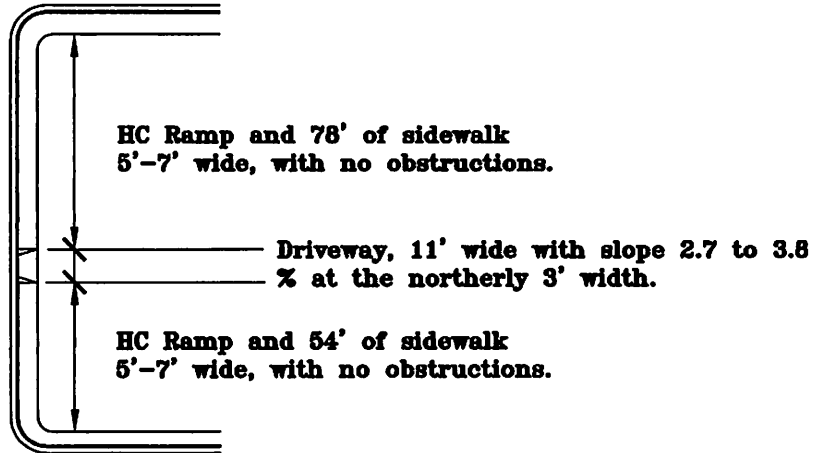 HC Ramp and 78' of sidewalk
5'-7' wide, with no obstructions.
Driveway, 11' wide with slope 2.7 to 3.8
% at the northerly 3' width.
HC Ramp and 54' of sidewalk
5'-7' wide, with no obstructions.